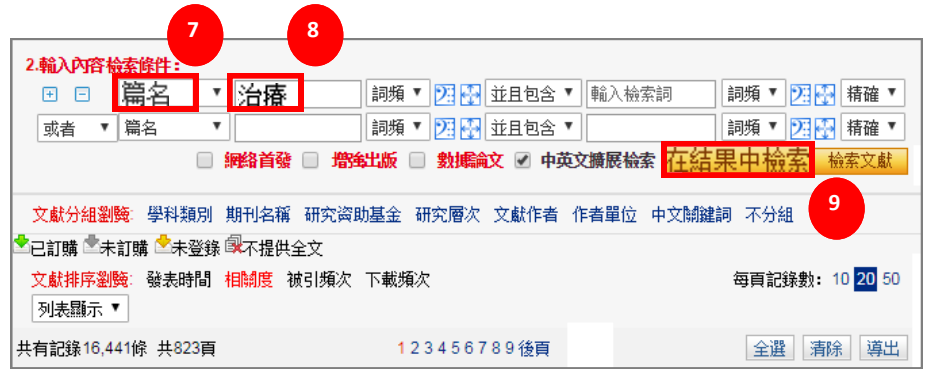 7 8
2.輸入內容檢索條件：
篇名 治療 詞頻 並且包含 輸入檢索詞 詞頻 精確
或者 篇名 詞頻 並且包含 詞頻 精確
網絡首發 增強出版 數據論文 中英文擴展檢索 在結果中檢索 檢索文獻
9
文獻分組瀏覽: 學科類別 期刊名稱 研究資助基金 研究層次 文獻作者 作者單位 中文關鍵詞 不分組
已訂購 未訂購 未登錄 不提供全文
文獻排序瀏覽: 發表時間 相關度 被引頻次 下載頻次 每頁記錄數: 10 20 50
列表顯示
共有記錄16,441條 共823頁 1 2 3 4 5 6 7 8 9 後頁 全選 清除 導出